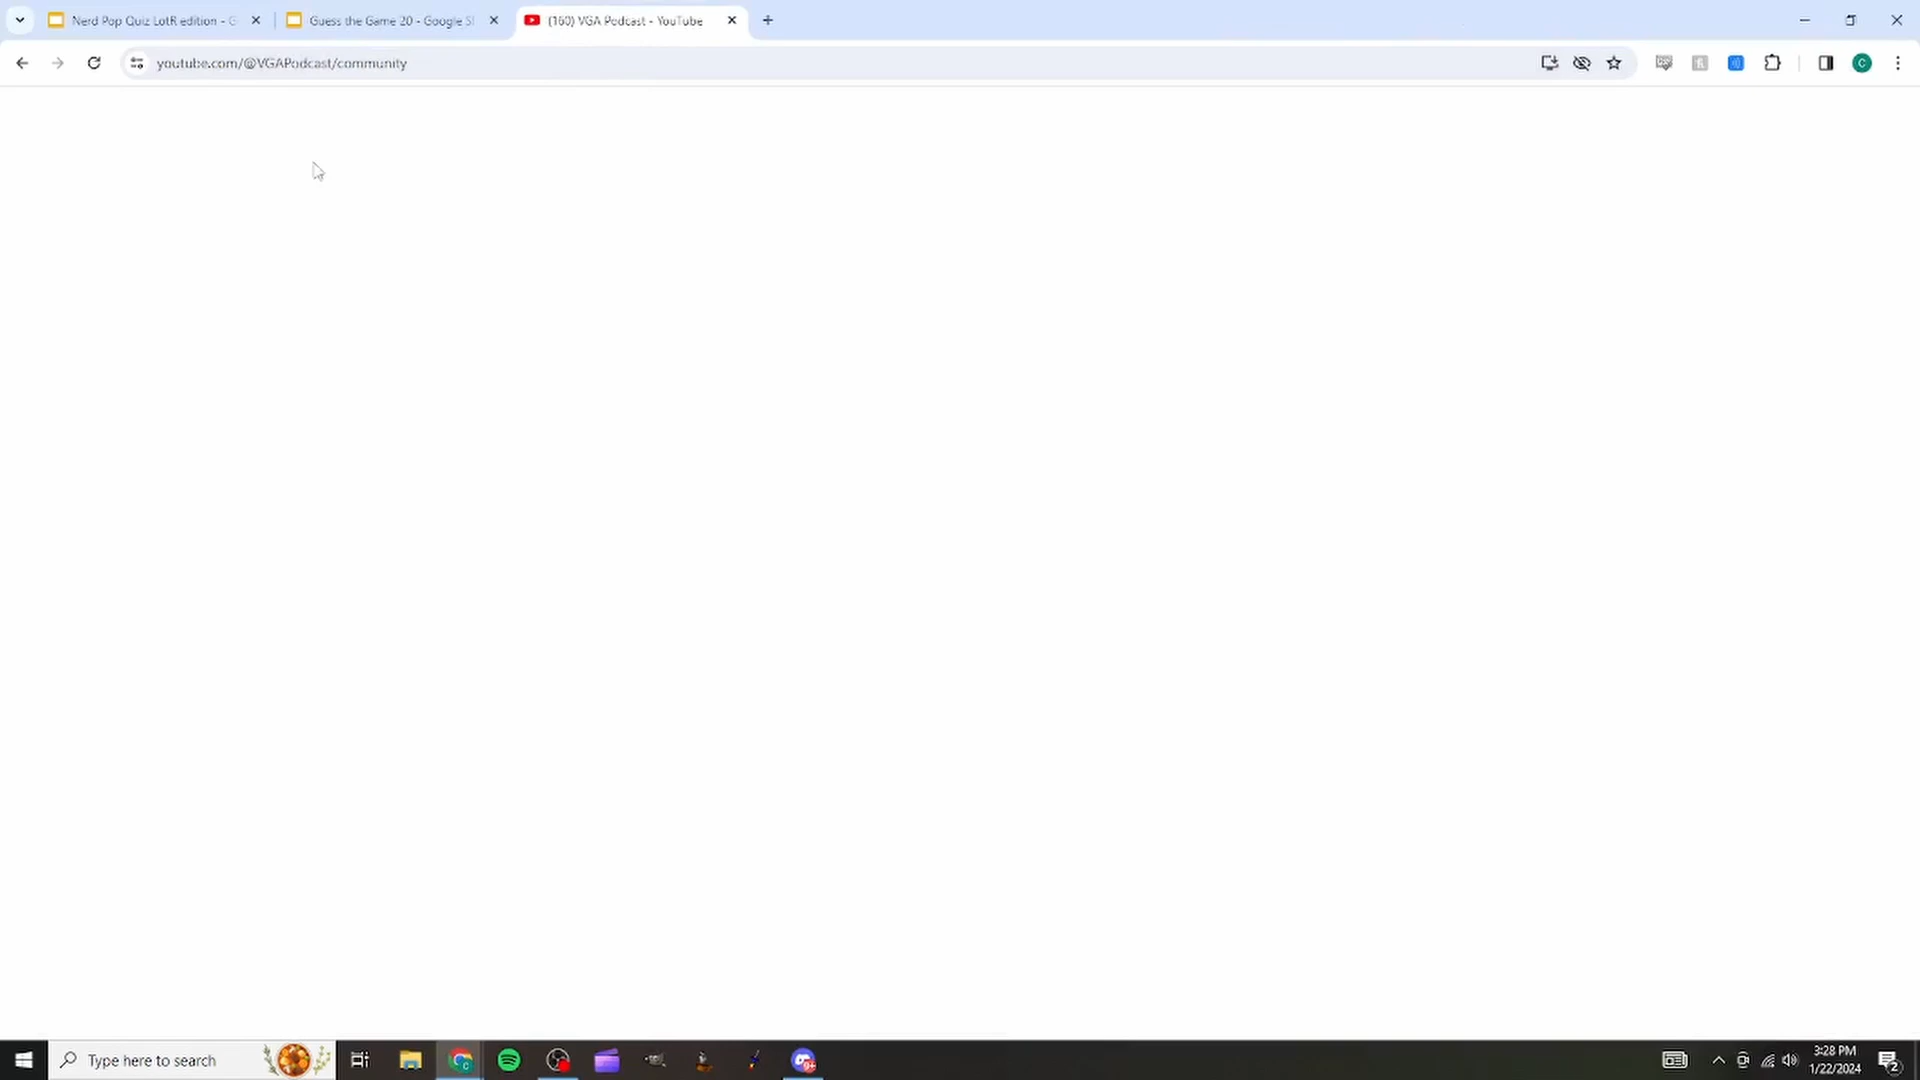 Nerd Pop Quiz LotR edition - G
Guess the Game 20 - Google Sl
(160) VGA Podcast - YouTube
youtube.com/@VGAPodcast/community
C
Type here to search
3:28 PM
1/22/2024
2